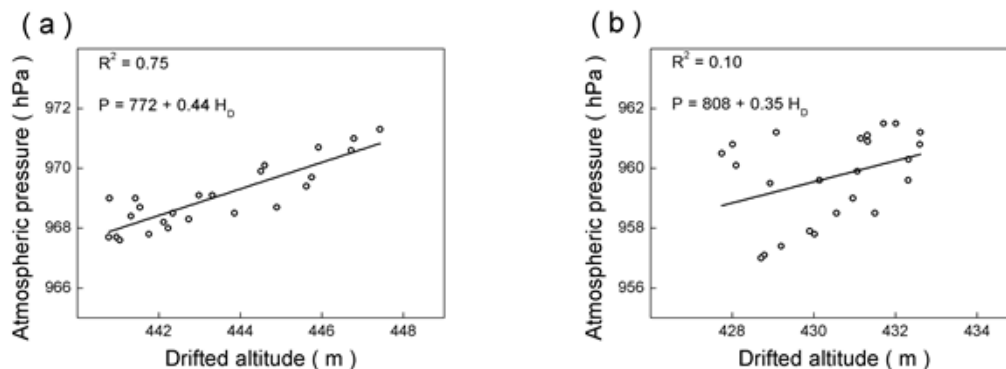 ( a )
R² = 0.75
P = 772 + 0.44 H_D
Atmospheric pressure ( hPa )
972
970
968
966
442
444
446
448
Drifted altitude ( m )
( b )
R² = 0.10
P = 808 + 0.35 H_D
Atmospheric pressure ( hPa )
962
960
958
956
428
430
432
434
Drifted altitude ( m )